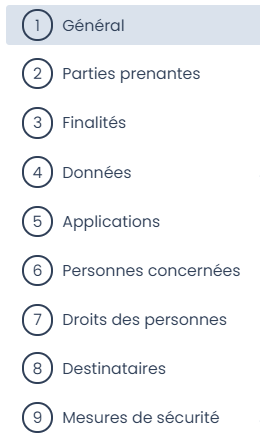 1 Général
2 Parties prenantes
3 Finalités
4 Données
5 Applications
6 Personnes concernées
7 Droits des personnes
8 Destinataires
9 Mesures de sécurité